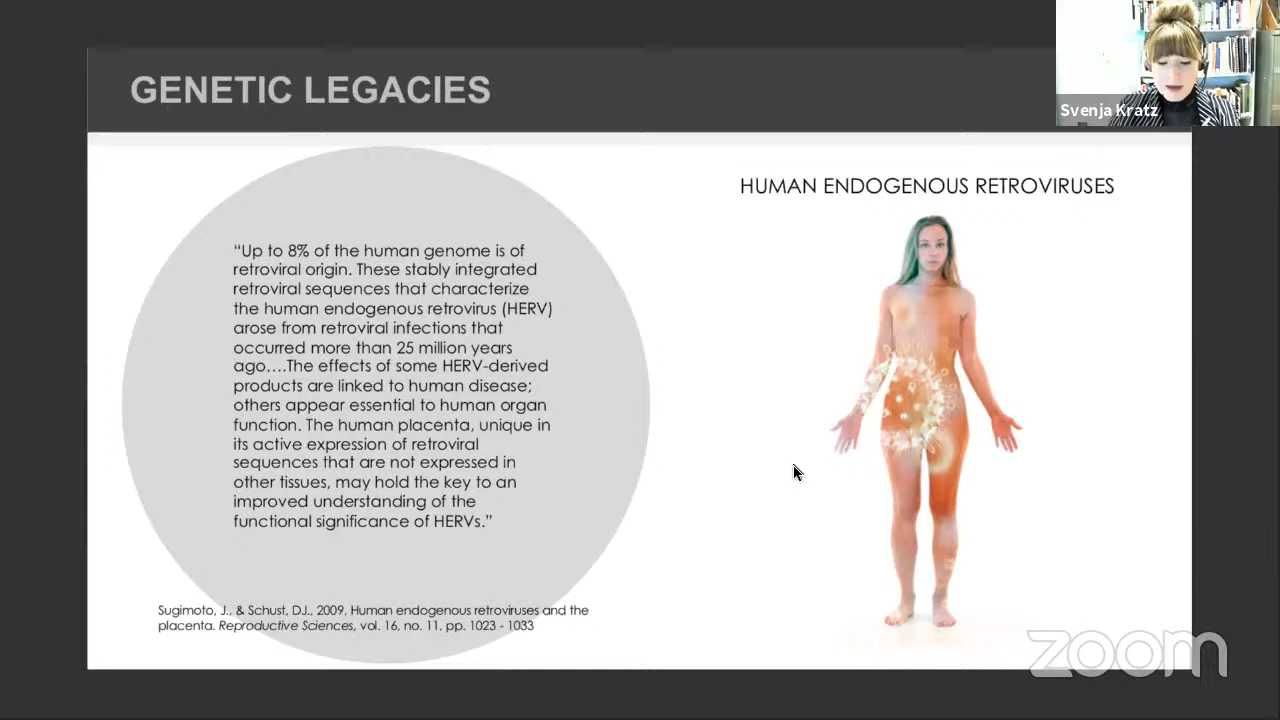 GENETIC LEGACIES
Svenja Kratz
HUMAN ENDOGENOUS RETROVIRUSES
“Up to 8% of the human genome is of
retroviral origin. These stably integrated
retroviral sequences that characterize
the human endogenous retrovirus (HERV)
arose from retroviral infections that
occurred more than 25 million years
ago….The effects of some HERV-derived
products are linked to human disease;
others appear essential to human organ
function. The human placenta, unique in
its active expression of retroviral
sequences that are not expressed in
other tissues, may hold the key to an
improved understanding of the
functional significance of HERVs.”
Sugimoto, J., & Schust, DJ., 2009, Human endogenous retroviruses and the
placenta. Reproductive Sciences, vol. 16, no. 11, pp. 1023 - 1033
zoom